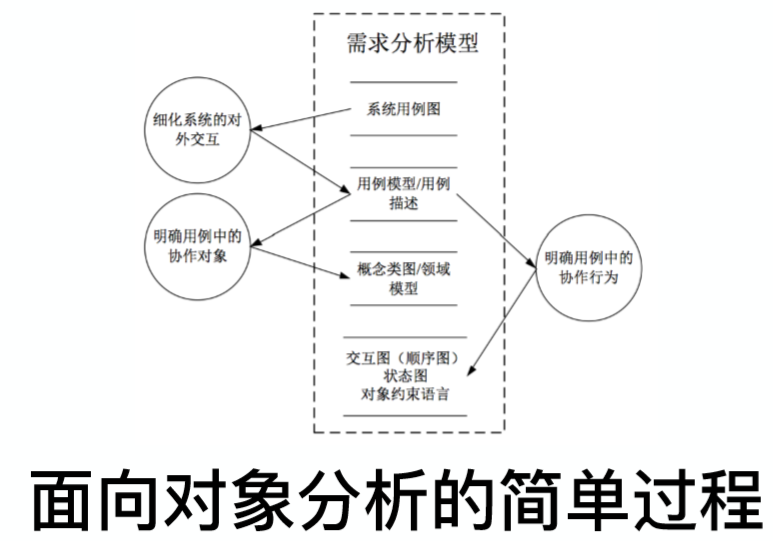 需求分析模型
系统用例图
细化系统的对
外交互
用例模型/用例
描述
明确用例中的
协作对象
明确用例中的
协作行为
概念类图/领域
模型
交互图（顺序图）
状态图
对象约束语言
面向对象分析的简单过程